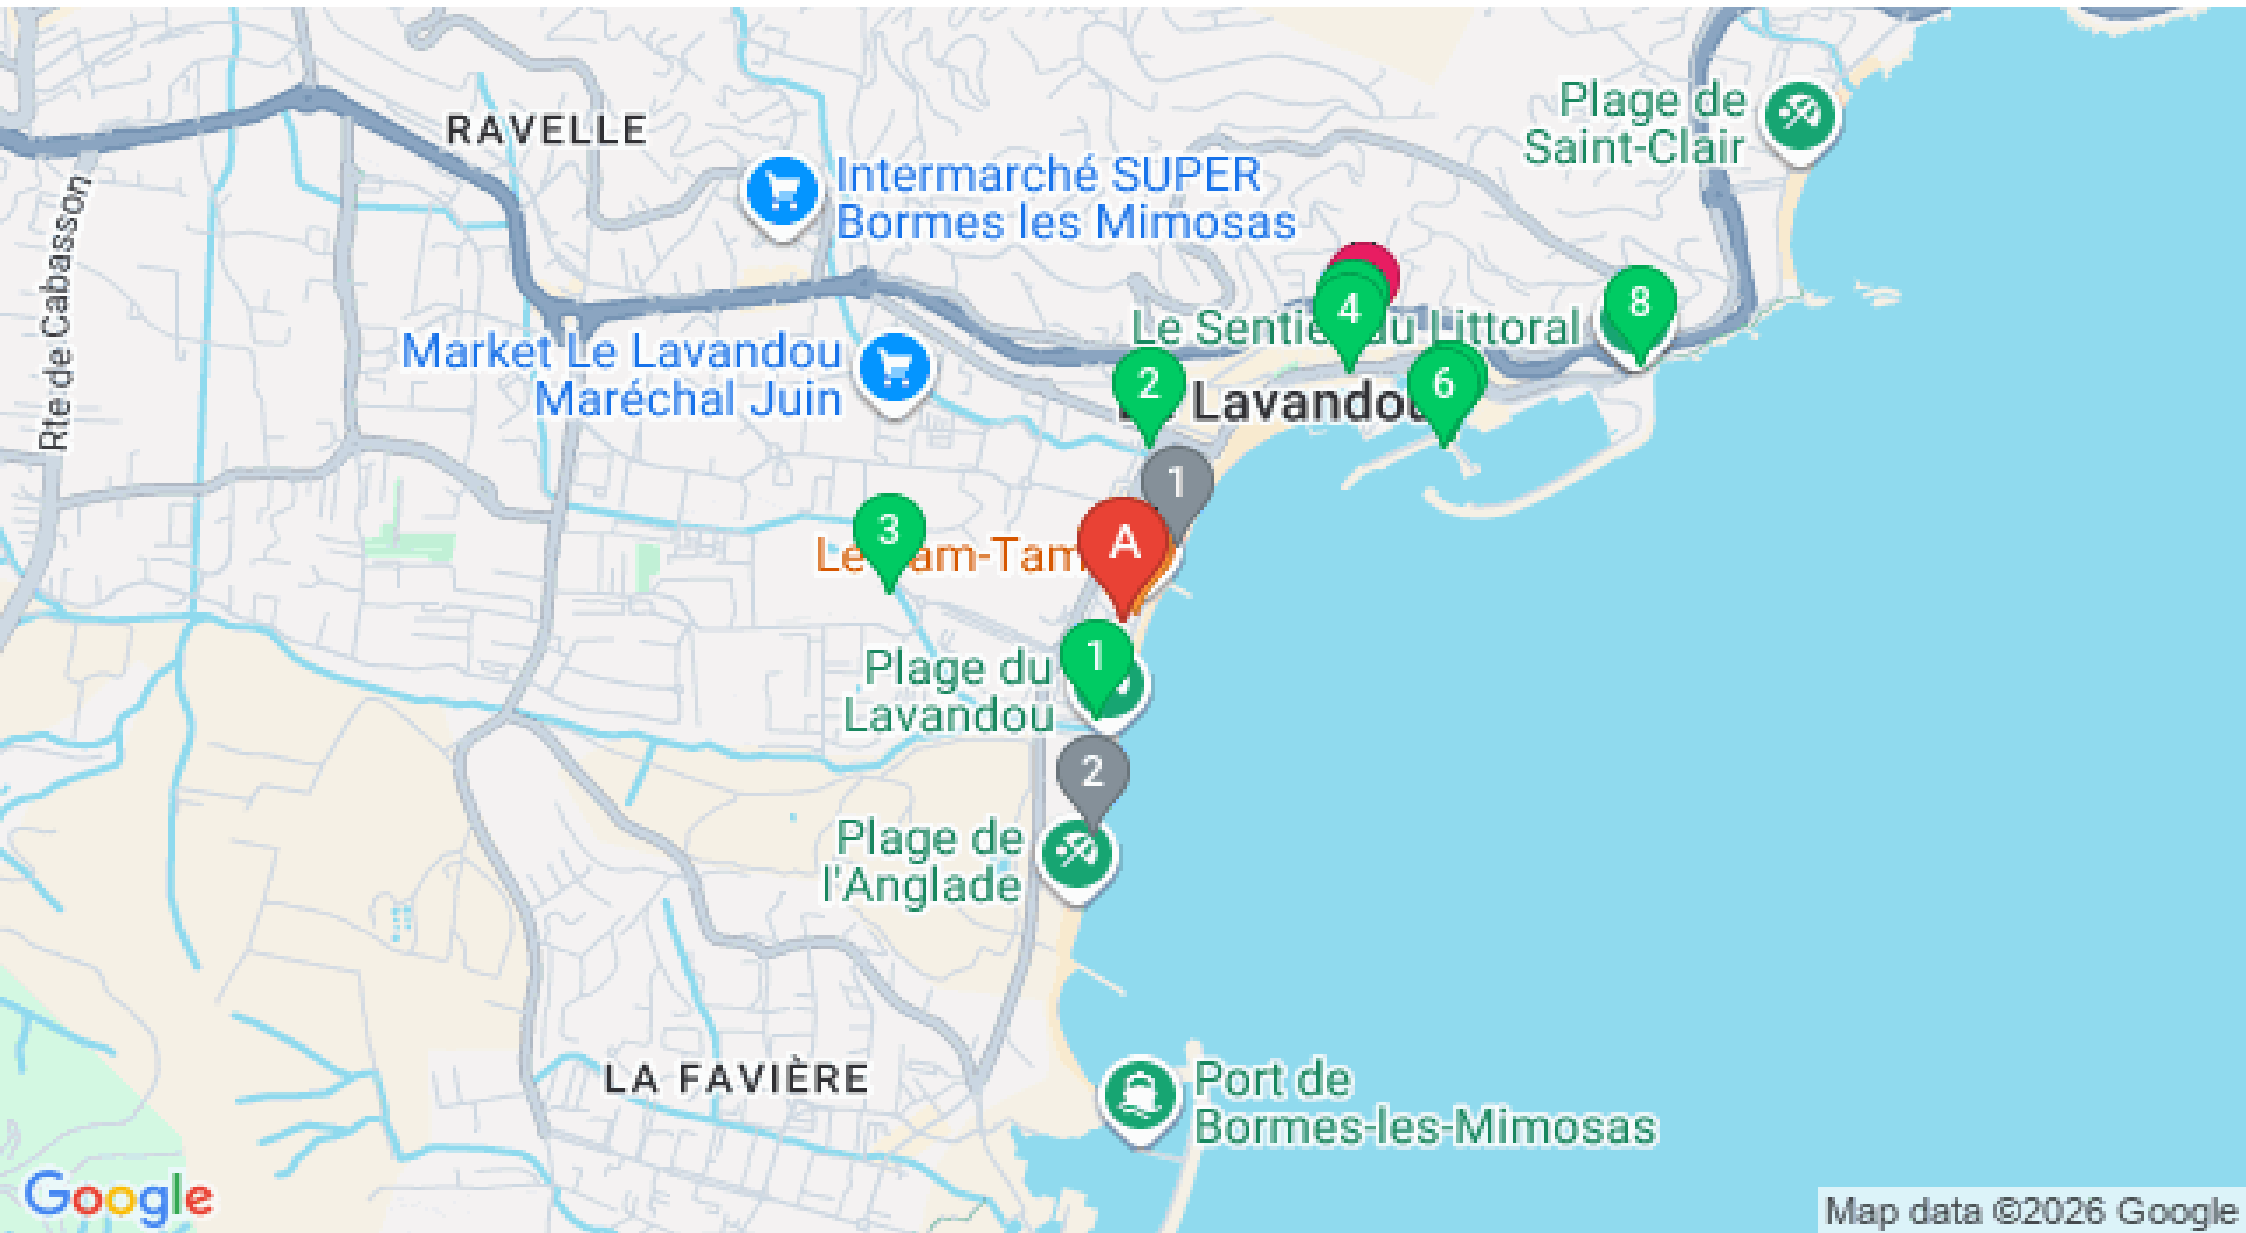 Plage de
Saint-Clair
RAVELLE
Intermarché SUPER
Bormes les Mimosas
Rte de Cabasson
8
4
Le Sentier du Littoral
Market Le Lavandou
Maréchal Juin
2
6
Lavandou
1
3
A
1
Plage du
Lavandou
2
Plage de
l'Anglade
LA FAVIÈRE
Port de
Bormes-les-Mimosas
Google
Map data ©2026 Google